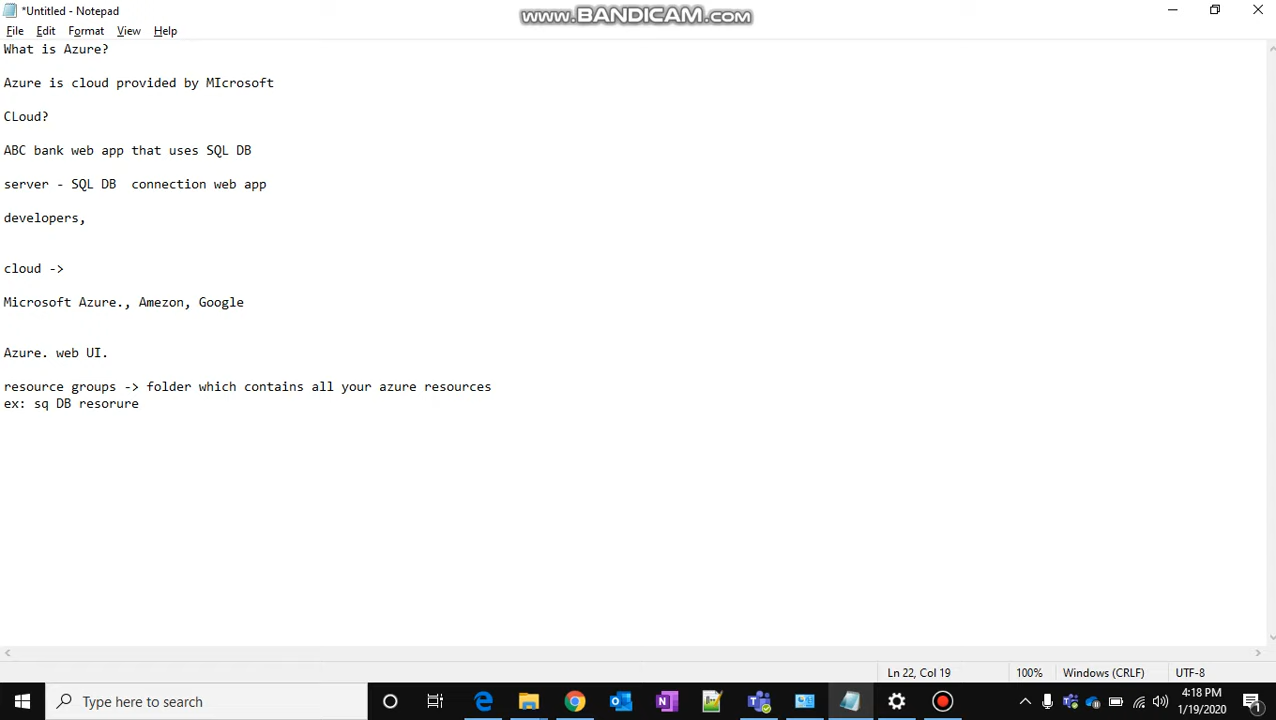 *Untitled - Notepad
www.BANDICAM.com
File Edit Format View Help
What is Azure?
Azure is cloud provided by MIcrosoft
CLoud?
ABC bank web app that uses SQL DB
server - SQL DB  connection web app
developers,
cloud ->
Microsoft Azure., Amezon, Google
Azure. web UI.
resource groups -> folder which contains all your azure resources
ex: sq DB resorure
Ln 22, Col 19 100% Windows (CRLF) UTF-8
Type here to search
4:18 PM
1/19/2020
1